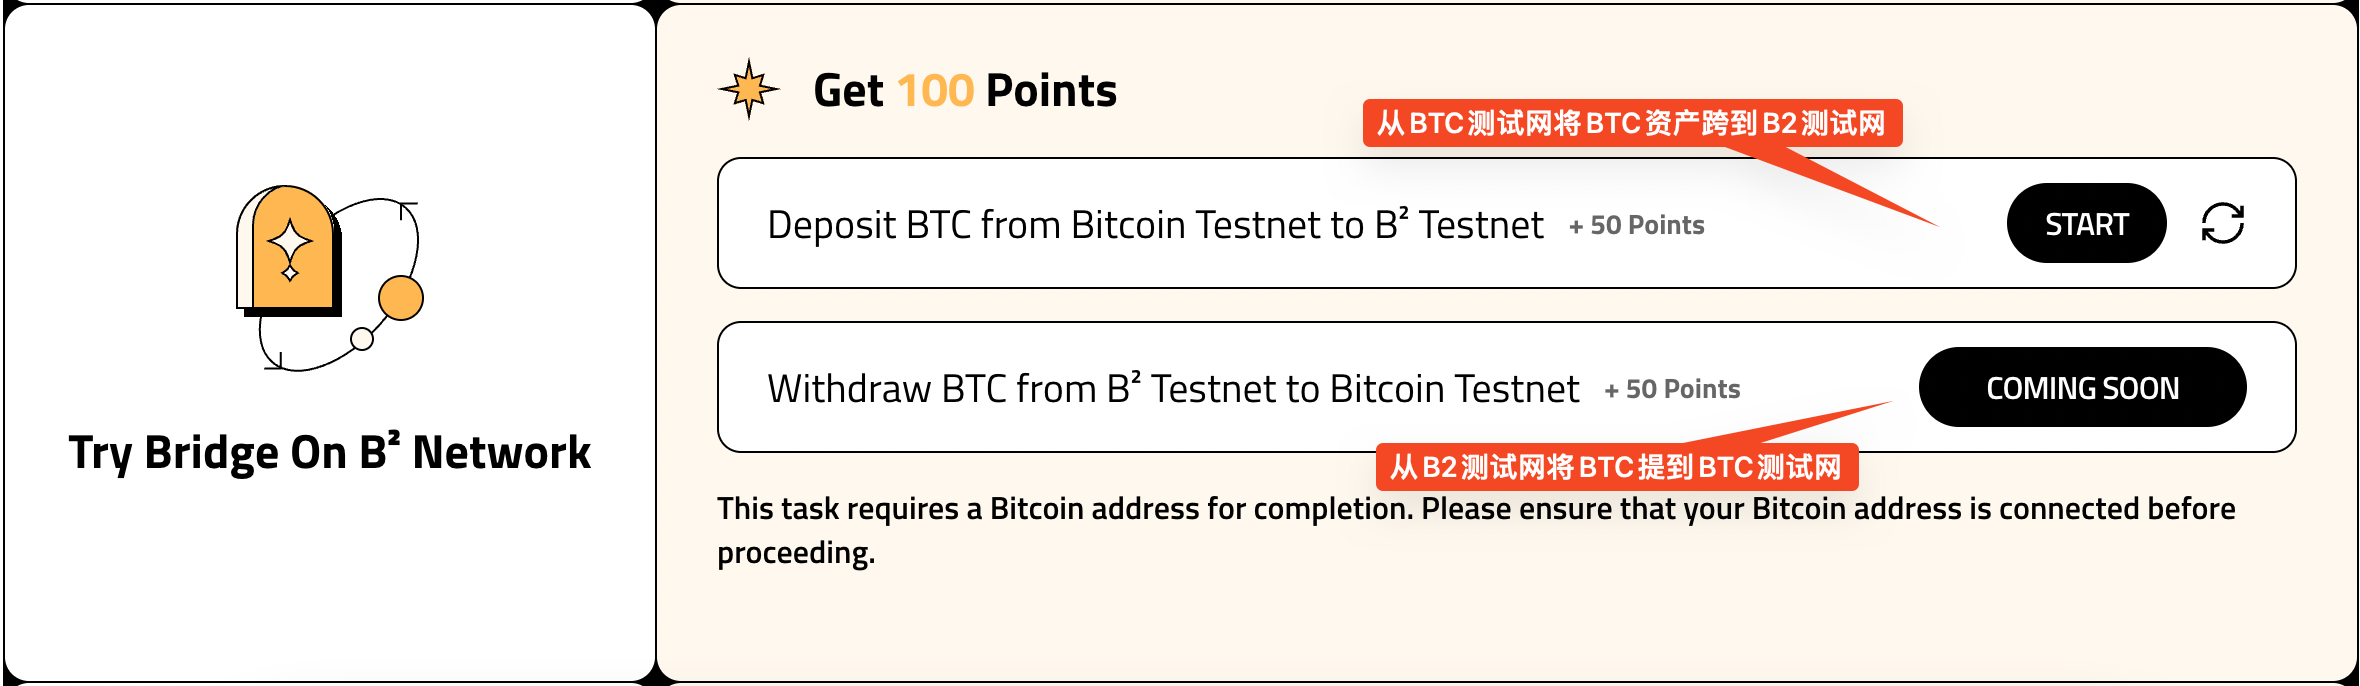 Get 100 Points
从BTC测试网将BTC资产跨到B2测试网
Deposit BTC from Bitcoin Testnet to B² Testnet + 50 Points START
Withdraw BTC from B² Testnet to Bitcoin Testnet + 50 Points COMING SOON
从B2测试网将BTC提到BTC测试网
Try Bridge On B² Network
This task requires a Bitcoin address for completion. Please ensure that your Bitcoin address is connected before
proceeding.